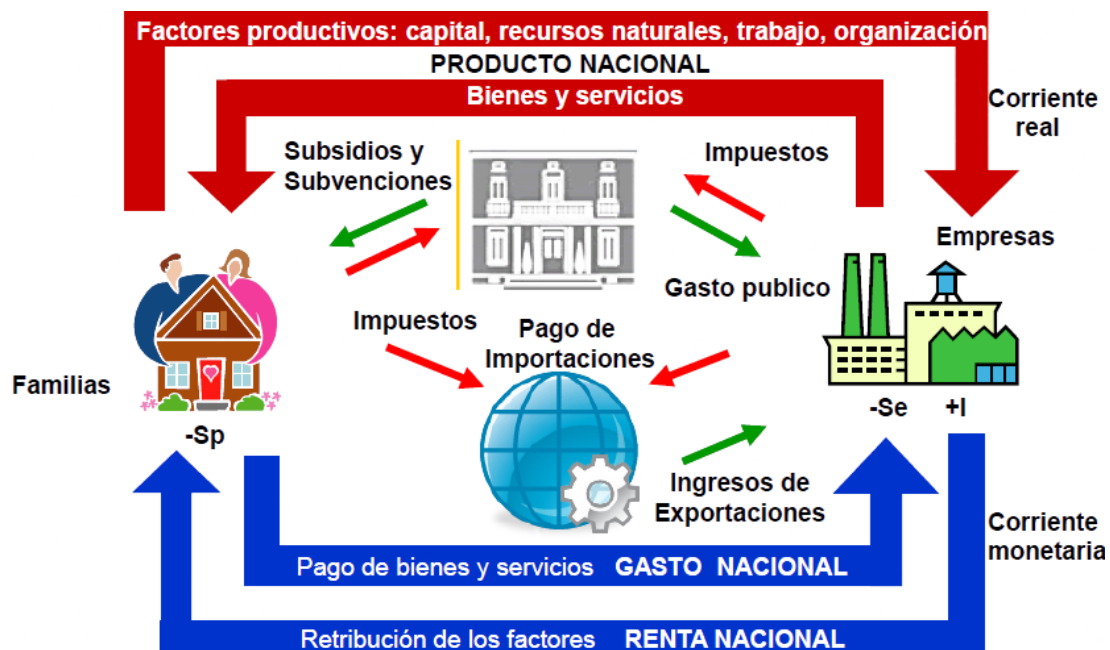 Factores productivos: capital, recursos naturales, trabajo, organización
PRODUCTO NACIONAL
Bienes y servicios
Corriente
real
Subsidios y
Subvenciones
Impuestos
Empresas
Gasto publico
Impuestos
Pago de
Importaciones
Familias
-Sp
-Se +I
Ingresos de
Exportaciones
Corriente
monetaria
Pago de bienes y servicios GASTO NACIONAL
Retribución de los factores RENTA NACIONAL